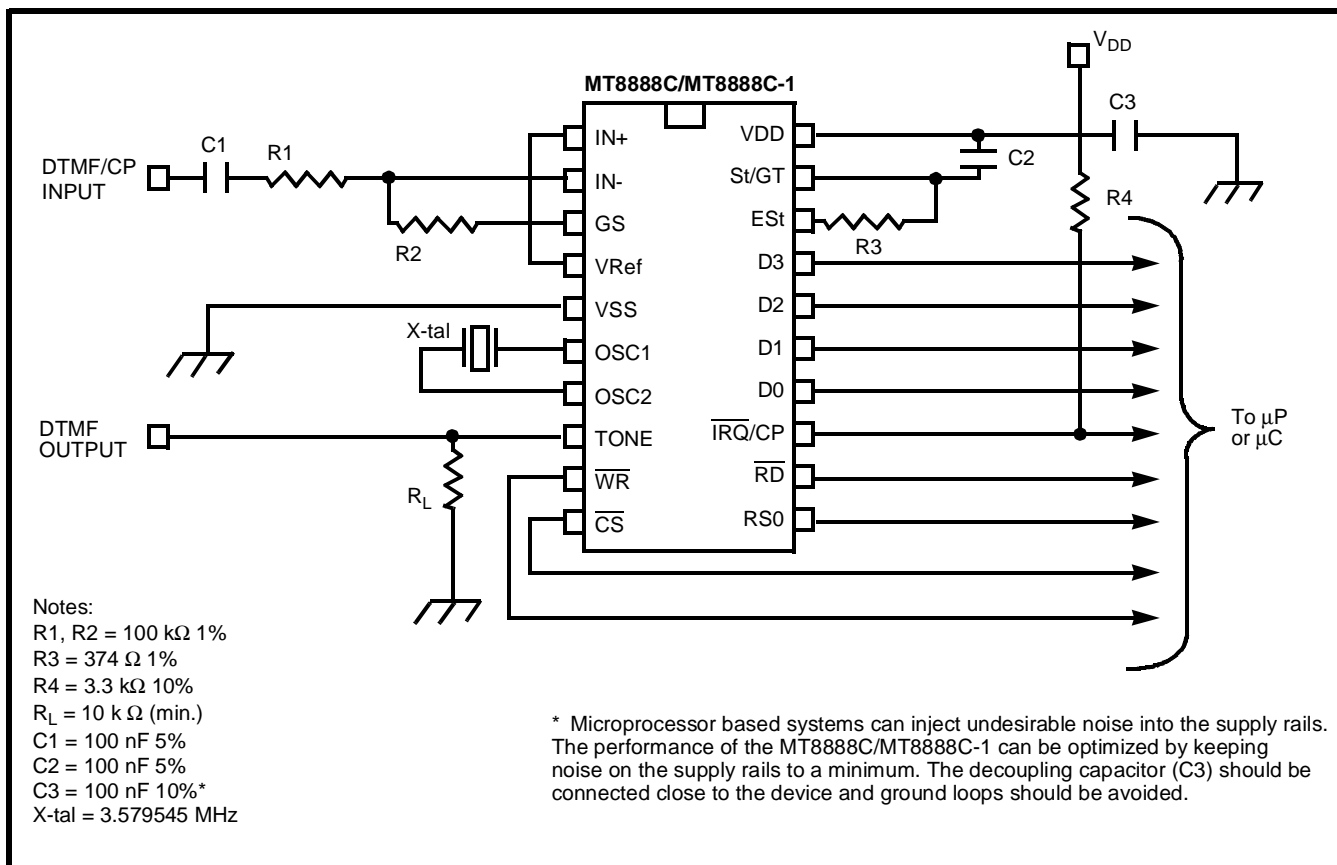 V_DD
MT8888C/MT8888C-1
C3
C1
R1
DTMF/CP
INPUT
IN+
IN-
GS
VRef
VSS
OSC1
OSC2
TONE
W̅R̅
C̅S̅
VDD
St/GT
ESt
D3
D2
D1
D0
I̅R̅Q̅/CP
R̅D̅
RS0
C2
R4
R3
R2
X-tal
DTMF
OUTPUT
R_L
To μP
or μC
Notes:
R1, R2 = 100 kΩ 1%
R3 = 374 Ω 1%
R4 = 3.3 kΩ 10%
R_L = 10 k Ω (min.)
C1 = 100 nF 5%
C2 = 100 nF 5%
C3 = 100 nF 10%*
X-tal = 3.579545 MHz
* Microprocessor based systems can inject undesirable noise into the supply rails.
The performance of the MT8888C/MT8888C-1 can be optimized by keeping
noise on the supply rails to a minimum. The decoupling capacitor (C3) should be
connected close to the device and ground loops should be avoided.